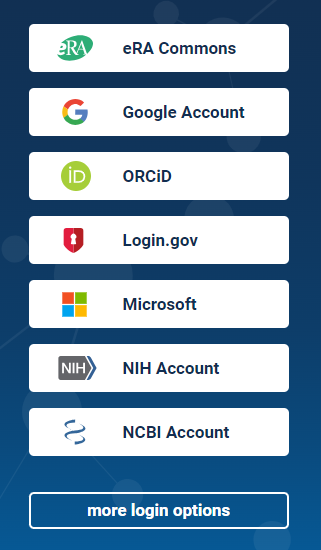 eRA eRA Commons
Google Account
iD ORCiD
Login.gov
Microsoft
NIH NIH Account
NCBI Account
more login options